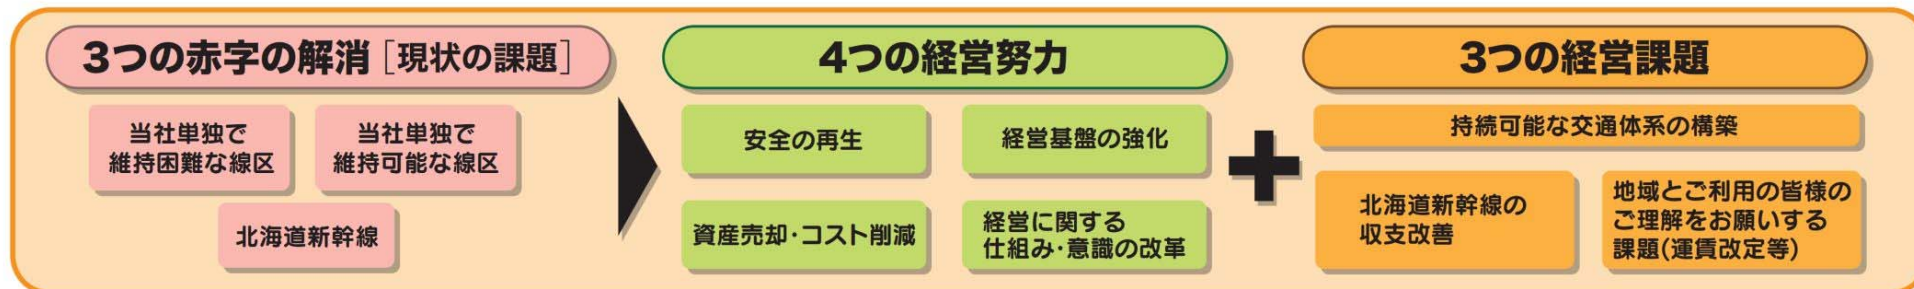 3つの赤字の解消［現状の課題］
当社単独で
維持困難な線区
当社単独で
維持可能な線区
北海道新幹線
4つの経営努力
安全の再生
経営基盤の強化
資産売却・コスト削減
経営に関する
仕組み・意識の改革
3つの経営課題
持続可能な交通体系の構築
北海道新幹線の
収支改善
地域とご利用の皆様の
ご理解をお願いする
課題(運賃改定等)